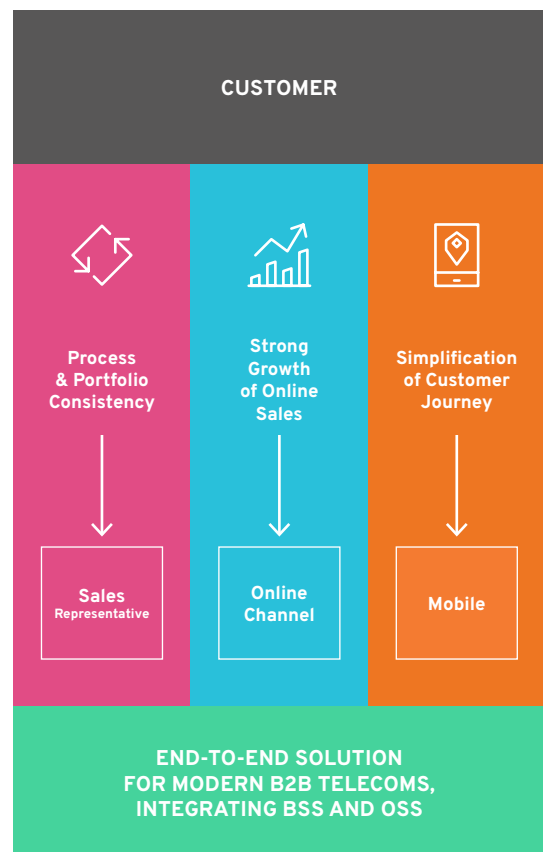 CUSTOMER
Process
& Portfolio
Consistency
Strong
Growth
of Online
Sales
Simplification
of Customer
Journey
Sales
Representative
Online
Channel
Mobile
END-TO-END SOLUTION
FOR MODERN B2B TELECOMS,
INTEGRATING BSS AND OSS